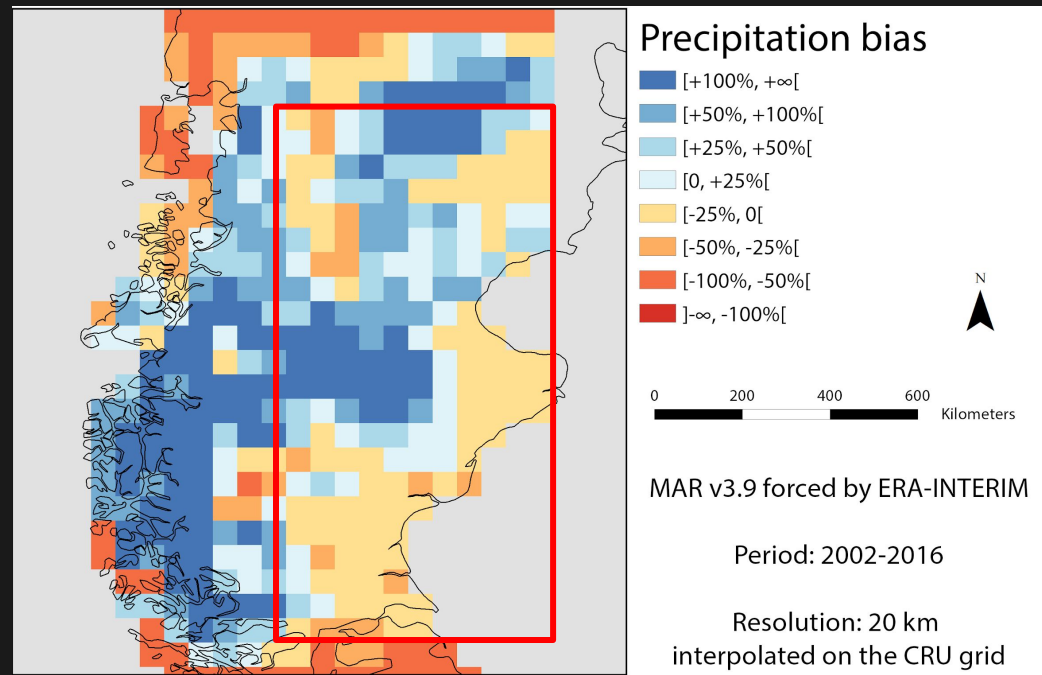 Precipitation bias
[+100%, +∞[
[+50%, +100%[
[+25%, +50%[
[0, +25%[
[-25%, 0[
[-50%, -25%[
[-100%, -50%[
]-∞, -100%[
N
0 200 400 600
Kilometers
MAR v3.9 forced by ERA-INTERIM
Period: 2002-2016
Resolution: 20 km
interpolated on the CRU grid